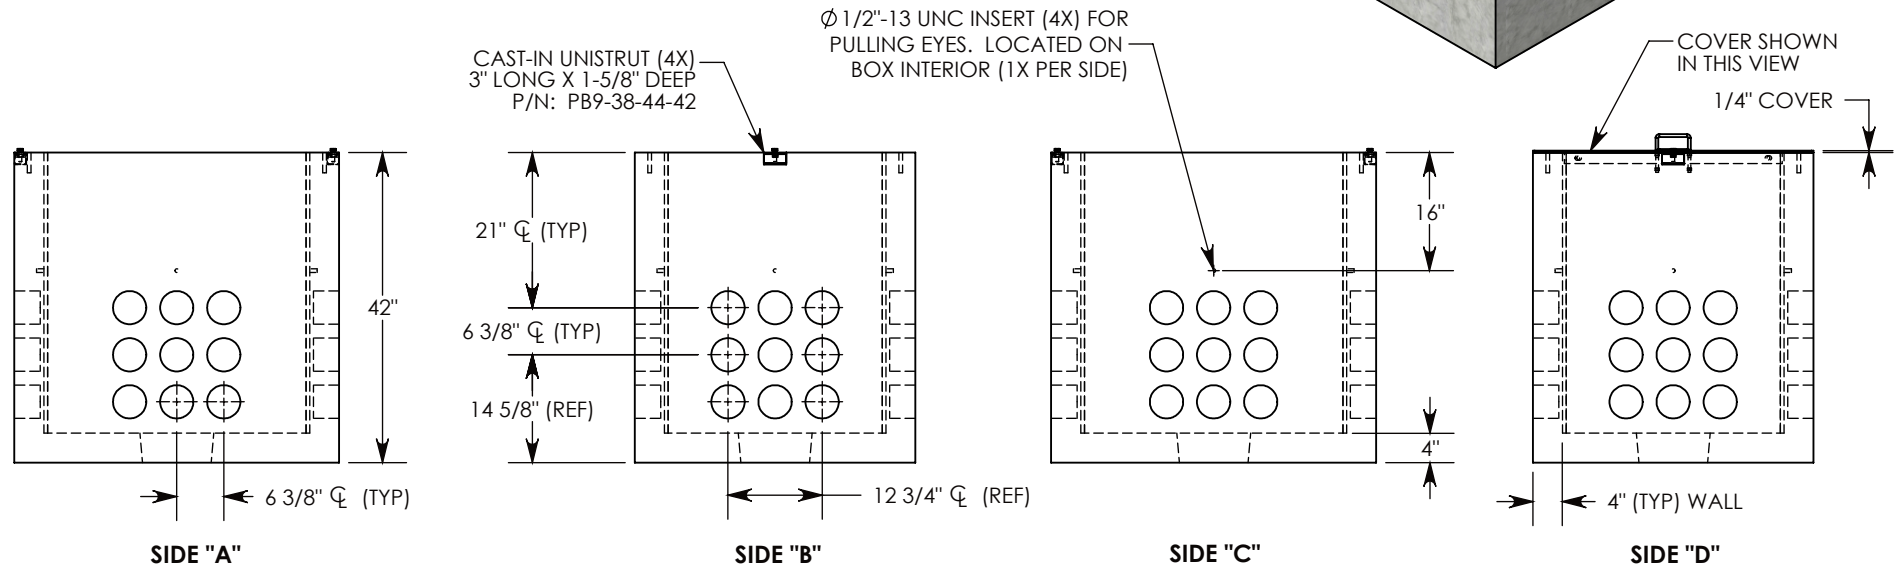 Ø 1/2"-13 UNC INSERT (4X) FOR
PULLING EYES.  LOCATED ON
BOX INTERIOR (1X PER SIDE)
CAST-IN UNISTRUT (4X)
3" LONG X 1-5/8" DEEP
P/N:  PB9-38-44-42
COVER SHOWN
IN THIS VIEW
1/4" COVER
42"
6 3/8" ℄ (TYP)
SIDE "A"
21" ℄ (TYP)
6 3/8" ℄ (TYP)
14 5/8" (REF)
12 3/4" ℄ (REF)
SIDE "B"
16"
4"
SIDE "C"
4" (TYP) WALL
SIDE "D"